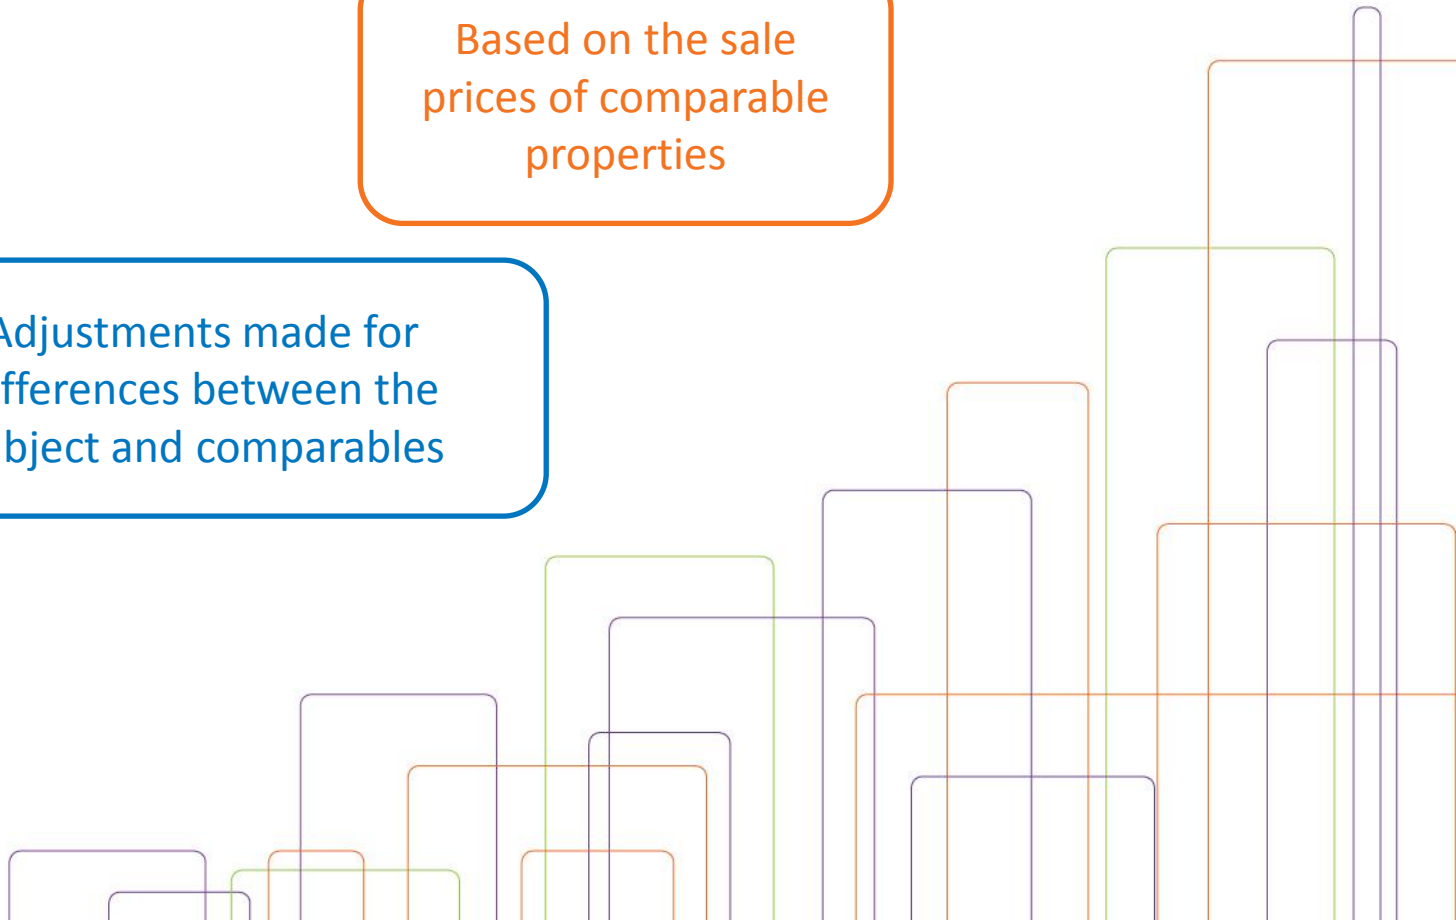 Based on the sale
prices of comparable
properties
Adjustments made for
fferences between the
bject and comparables